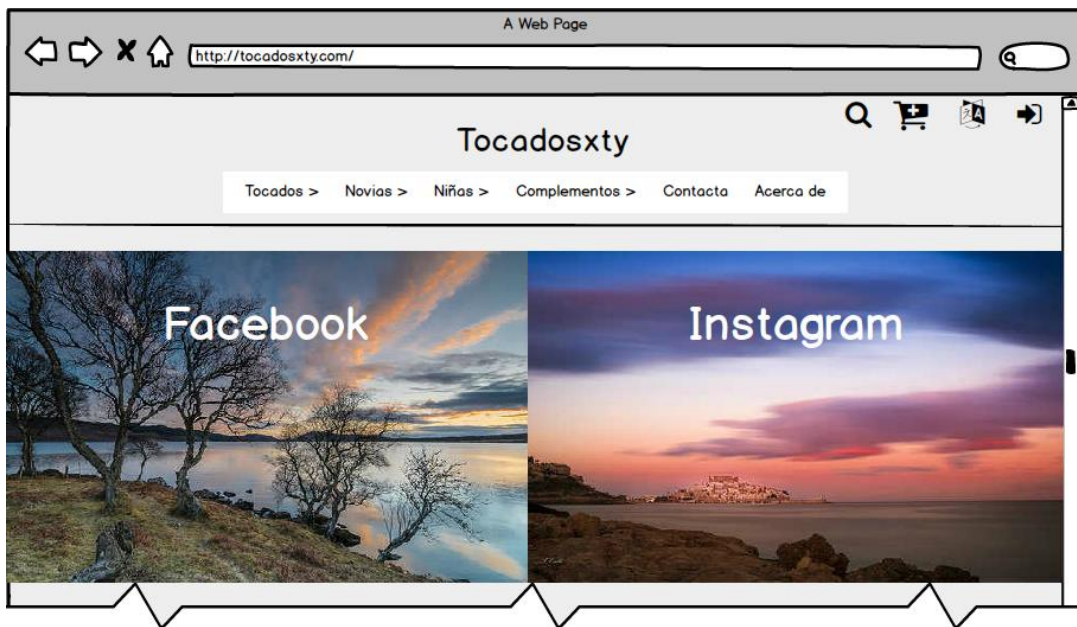 A Web Page
http://tocadosxty.com/
Tocadosxty
Tocados > Novias > Niñas > Complementos > Contacta Acerca de
Facebook
Instagram